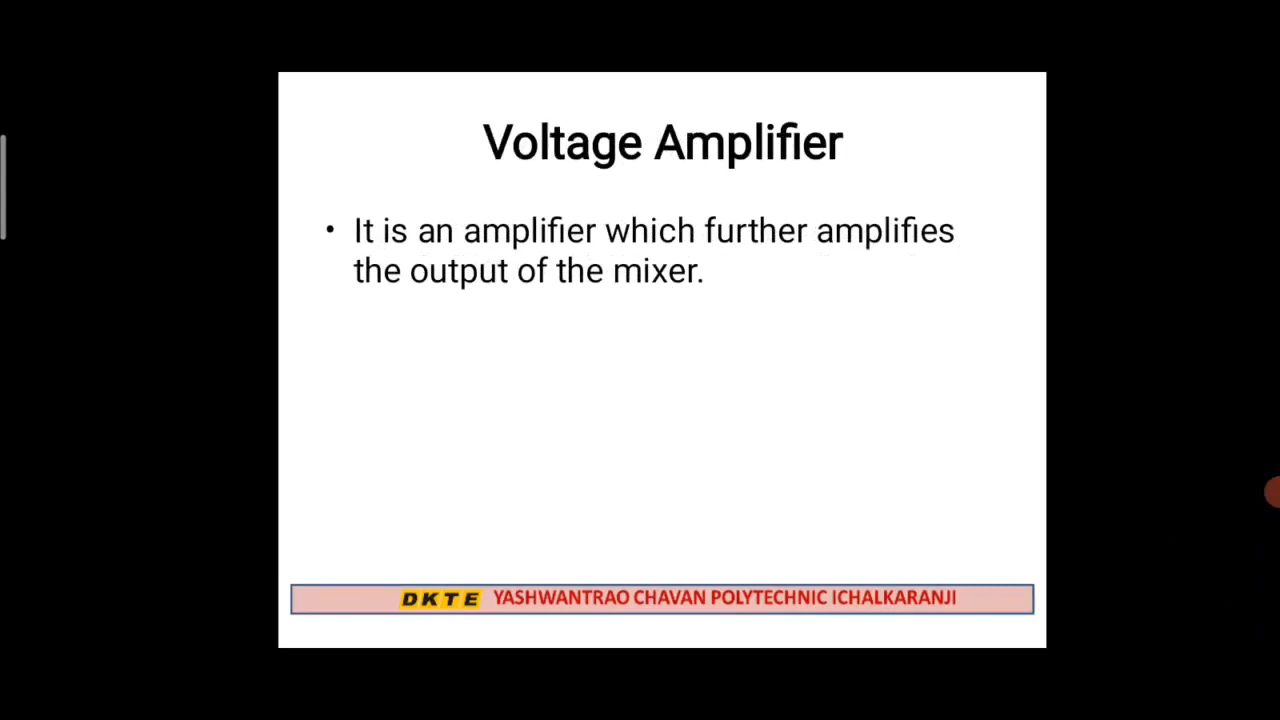 Voltage Amplifier
• It is an amplifier which further amplifies
the output of the mixer.
DKTE YASHWANTRAO CHAVAN POLYTECHNIC ICHALKARANJI